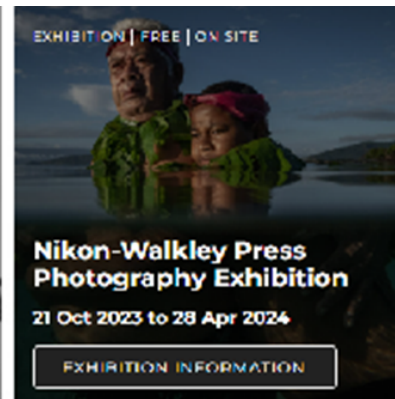 EXHIBITION | FREE | ON SITE
Nikon-Walkley Press
Photography Exhibition
21 Oct 2023 to 28 Apr 2024
EXHIBITION INFORMATION